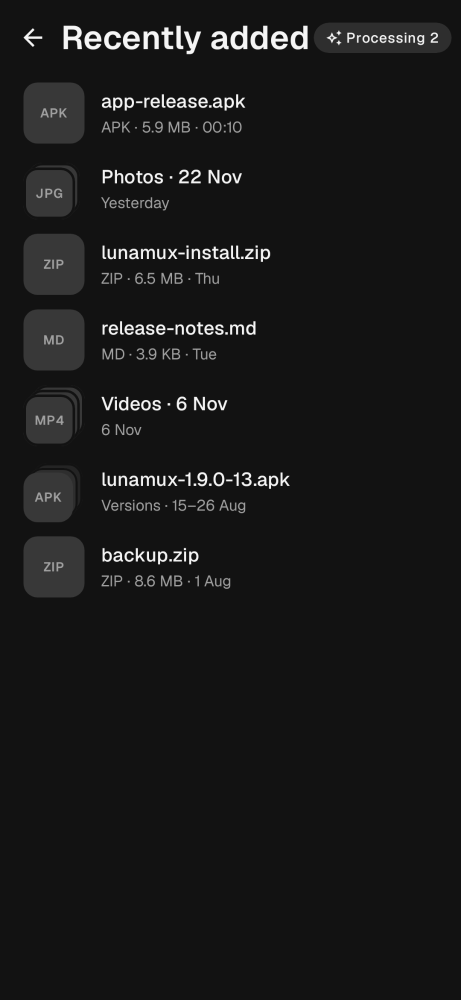 Recently added
Processing 2
APK
app-release.apk
APK · 5.9 MB · 00:10
JPG
Photos · 22 Nov
Yesterday
ZIP
lunamux-install.zip
ZIP · 6.5 MB · Thu
MD
release-notes.md
MD · 3.9 KB · Tue
MP4
Videos · 6 Nov
6 Nov
APK
lunamux-1.9.0-13.apk
Versions · 15–26 Aug
ZIP
backup.zip
ZIP · 8.6 MB · 1 Aug